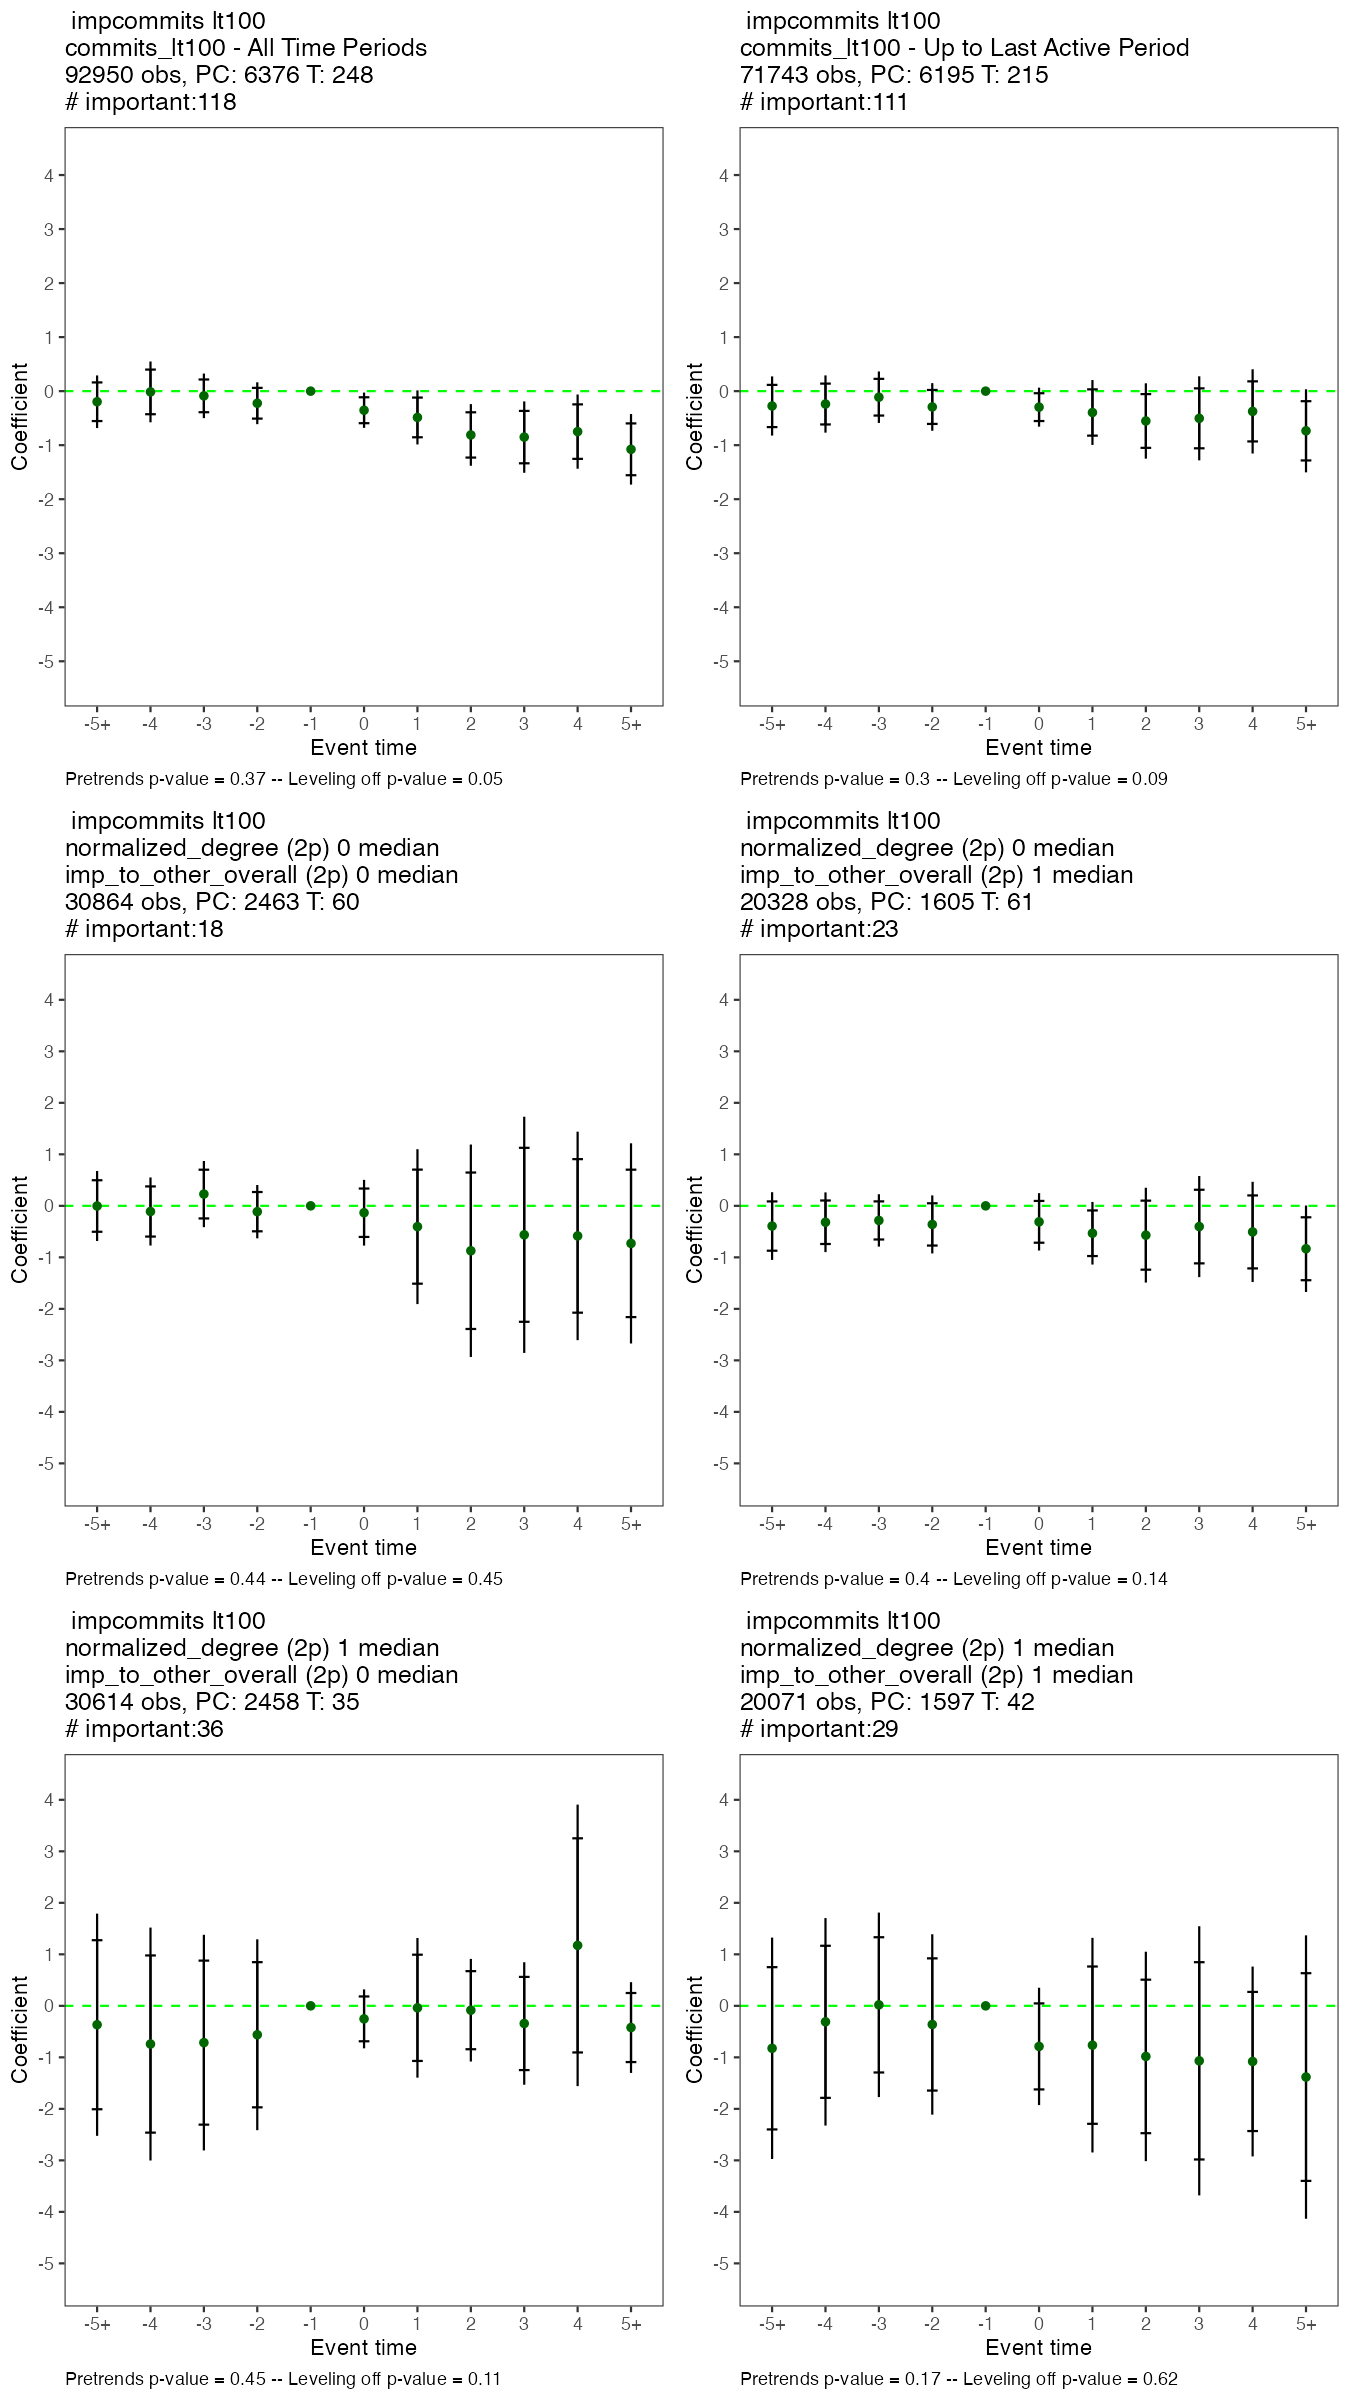 impcommits lt100
commits_lt100 - All Time Periods
92950 obs, PC: 6376 T: 248
# important:118
4
3
2
1
0
-1
-2
-3
-4
-5
Coefficient
-5+ -4 -3 -2 -1 0 1 2 3 4 5+
Event time
Pretrends p-value = 0.37 -- Leveling off p-value = 0.05
impcommits lt100
commits_lt100 - Up to Last Active Period
71743 obs, PC: 6195 T: 215
# important:111
4
3
2
1
0
-1
-2
-3
-4
-5
Coefficient
-5+ -4 -3 -2 -1 0 1 2 3 4 5+
Event time
Pretrends p-value = 0.3 -- Leveling off p-value = 0.09
impcommits lt100
normalized_degree (2p) 0 median
imp_to_other_overall (2p) 0 median
30864 obs, PC: 2463 T: 60
# important:18
4
3
2
1
0
-1
-2
-3
-4
-5
Coefficient
-5+ -4 -3 -2 -1 0 1 2 3 4 5+
Event time
Pretrends p-value = 0.44 -- Leveling off p-value = 0.45
impcommits lt100
normalized_degree (2p) 0 median
imp_to_other_overall (2p) 1 median
20328 obs, PC: 1605 T: 61
# important:23
4
3
2
1
0
-1
-2
-3
-4
-5
Coefficient
-5+ -4 -3 -2 -1 0 1 2 3 4 5+
Event time
Pretrends p-value = 0.4 -- Leveling off p-value = 0.14
impcommits lt100
normalized_degree (2p) 1 median
imp_to_other_overall (2p) 0 median
30614 obs, PC: 2458 T: 35
# important:36
4
3
2
1
0
-1
-2
-3
-4
-5
Coefficient
-5+ -4 -3 -2 -1 0 1 2 3 4 5+
Event time
Pretrends p-value = 0.45 -- Leveling off p-value = 0.11
impcommits lt100
normalized_degree (2p) 1 median
imp_to_other_overall (2p) 1 median
20071 obs, PC: 1597 T: 42
# important:29
4
3
2
1
0
-1
-2
-3
-4
-5
Coefficient
-5+ -4 -3 -2 -1 0 1 2 3 4 5+
Event time
Pretrends p-value = 0.17 -- Leveling off p-value = 0.62